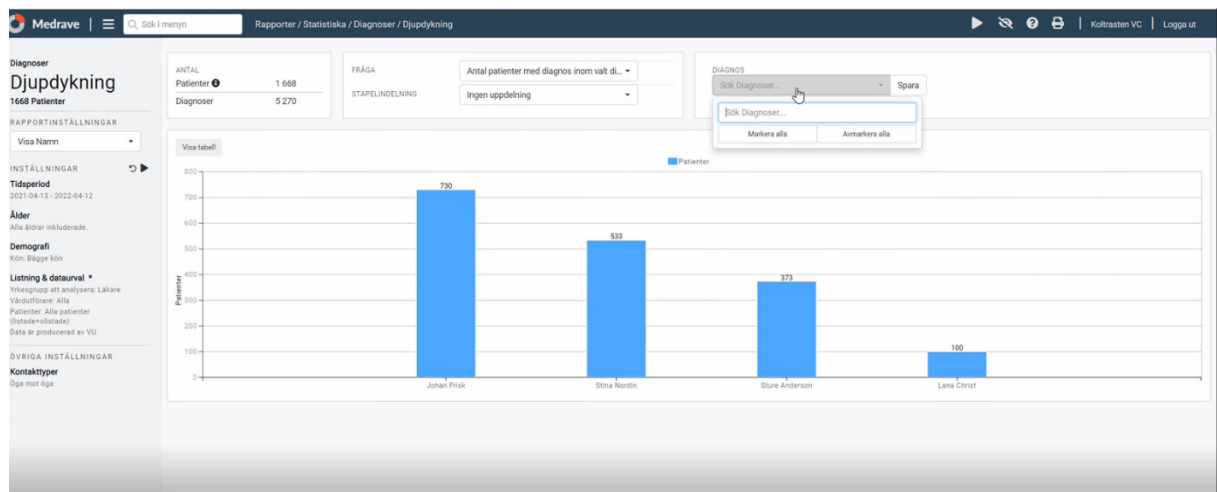 Medrave
Sök i menyn
Rapporter / Statistiska / Diagnoser / Djupdykning
Koltrasten VC
Logga ut
Diagnoser
Djupdykning
1668 Patienter
RAPPORTINSTÄLLNINGAR
Visa Namn
INSTÄLLNINGAR
Tidsperiod
2021-04-13 - 2022-04-12
Ålder
Alla åldrar inkluderade.
Demografi
Kön: Bägge kön
Listning & dataurval *
Yrkesgrupp att analysera: Läkare
Vårdutförare: Alla
Patienter: Alla patienter
(listade+olistade)
Data är producerad av VU
ÖVRIGA INSTÄLLNINGAR
Kontakttyper
Öga mot öga
ANTAL
Patienter 1 668
Diagnoser 5 270
FRÅGA
Antal patienter med diagnos inom valt di...
STAPELINDELNING
Ingen uppdelning
DIAGNOS
Sök Diagnoser...
Spara
Sök Diagnoser...
Markera alla
Avmarkera alla
Visa tabell
Patienter
Patienter
800
700
600
500
400
300
200
100
0
730
533
373
100
Johan Frisk
Stina Nordin
Sture Anderson
Lana Christ